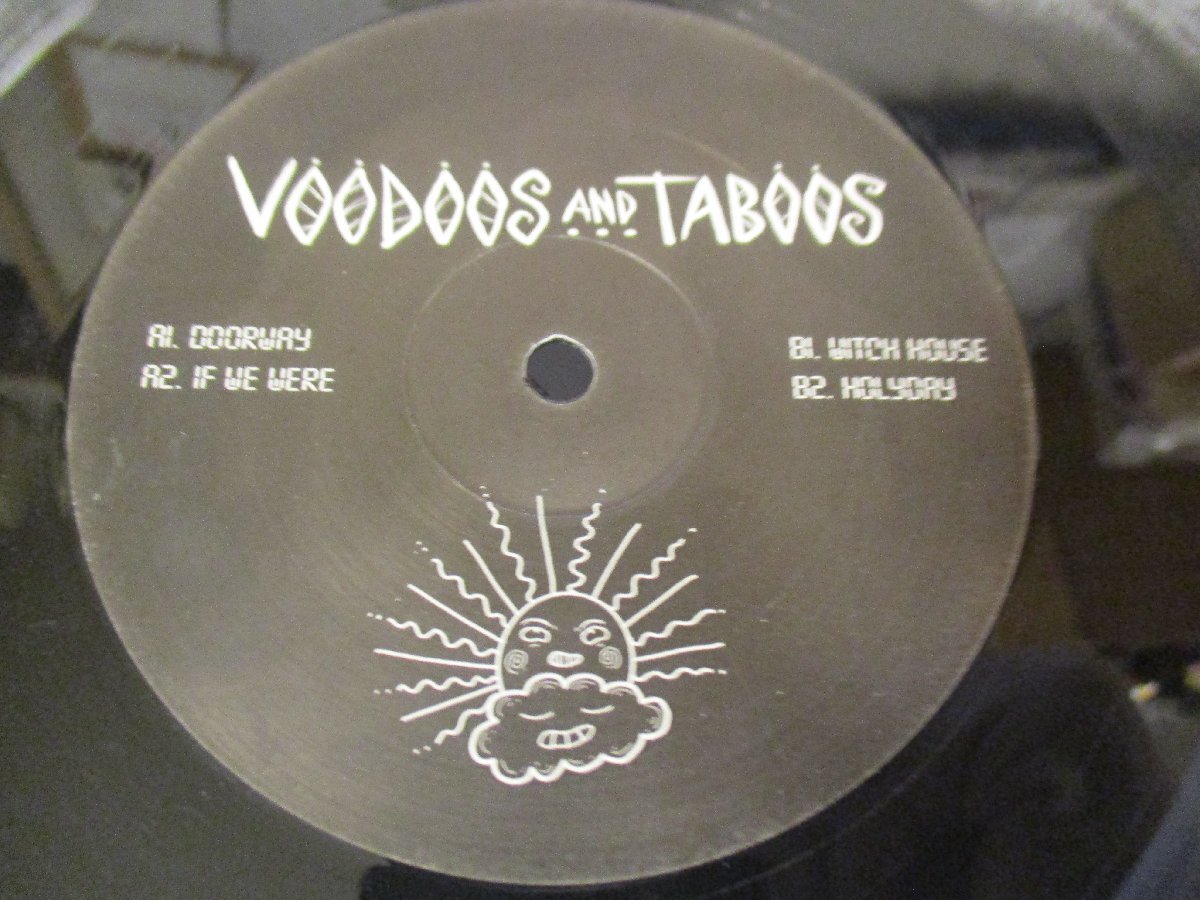 VOODOOS AND TABOOS
A1. DOORWAY
A2. IF WE WERE
B1. WITCH HOUSE
B2. HOLYDAY